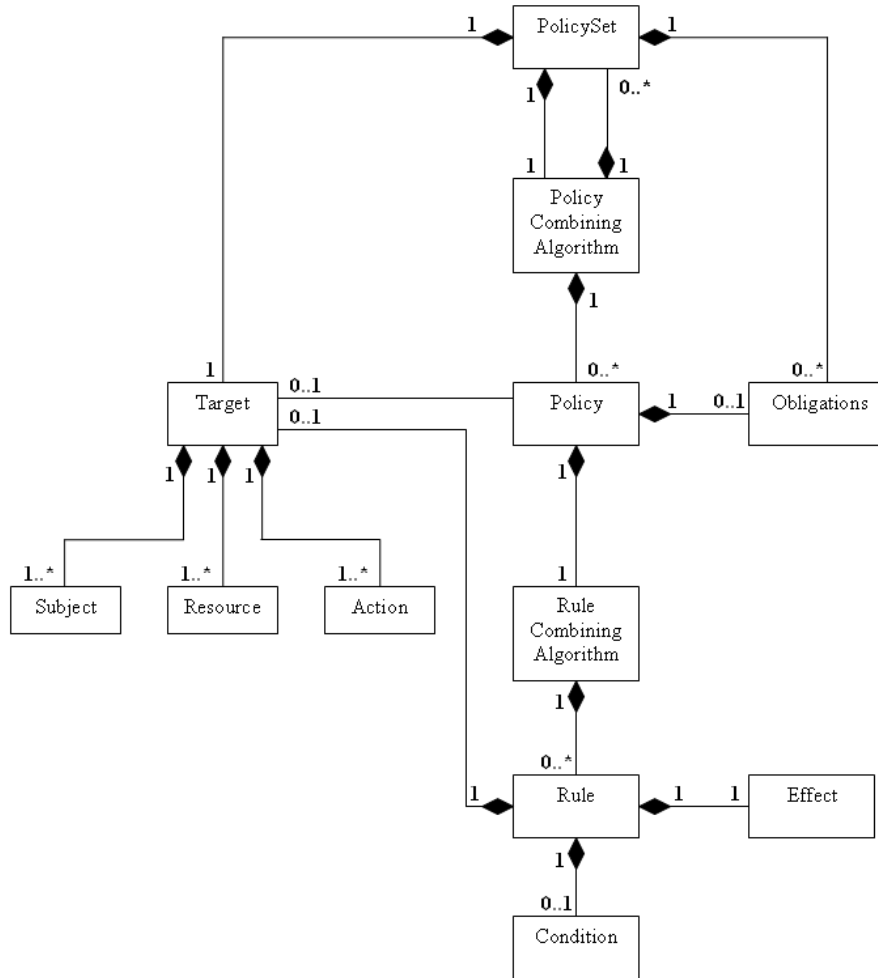 1
PolicySet
1
1
0..*
1
1
Policy
Combining
Algorithm
1
1
0..*
0..*
0..1
Target
0..1
Policy
1
0..1
Obligations
1
1
1
1
1..*
1..*
1..*
1
Subject
Resource
Action
Rule
Combining
Algorithm
1
0..*
1
Rule
1
1
Effect
1
0..1
Condition